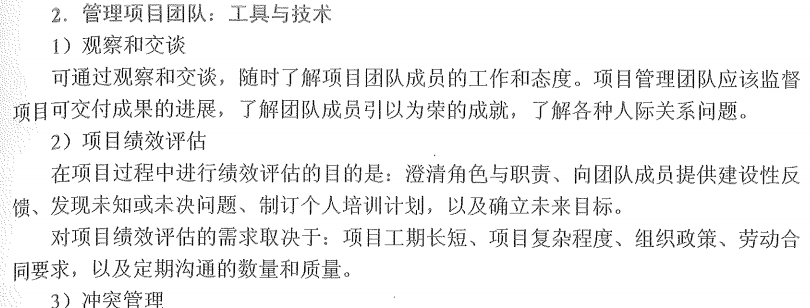 2．管理项目团队：工具与技术
1）观察和交谈
可通过观察和交谈，随时了解项目团队成员的工作和态度。项目管理团队应该监督
项目可交付成果的进展，了解团队成员引以为荣的成就，了解各种人际关系问题。
2）项目绩效评估
在项目过程中进行绩效评估的目的是：澄清角色与职责、向团队成员提供建设性反
馈、发现未知或未决问题、制订个人培训计划，以及确立未来目标。
对项目绩效评估的需求取决于：项目工期长短、项目复杂程度、组织政策、劳动合
同要求，以及定期沟通的数量和质量。
3）冲突管理